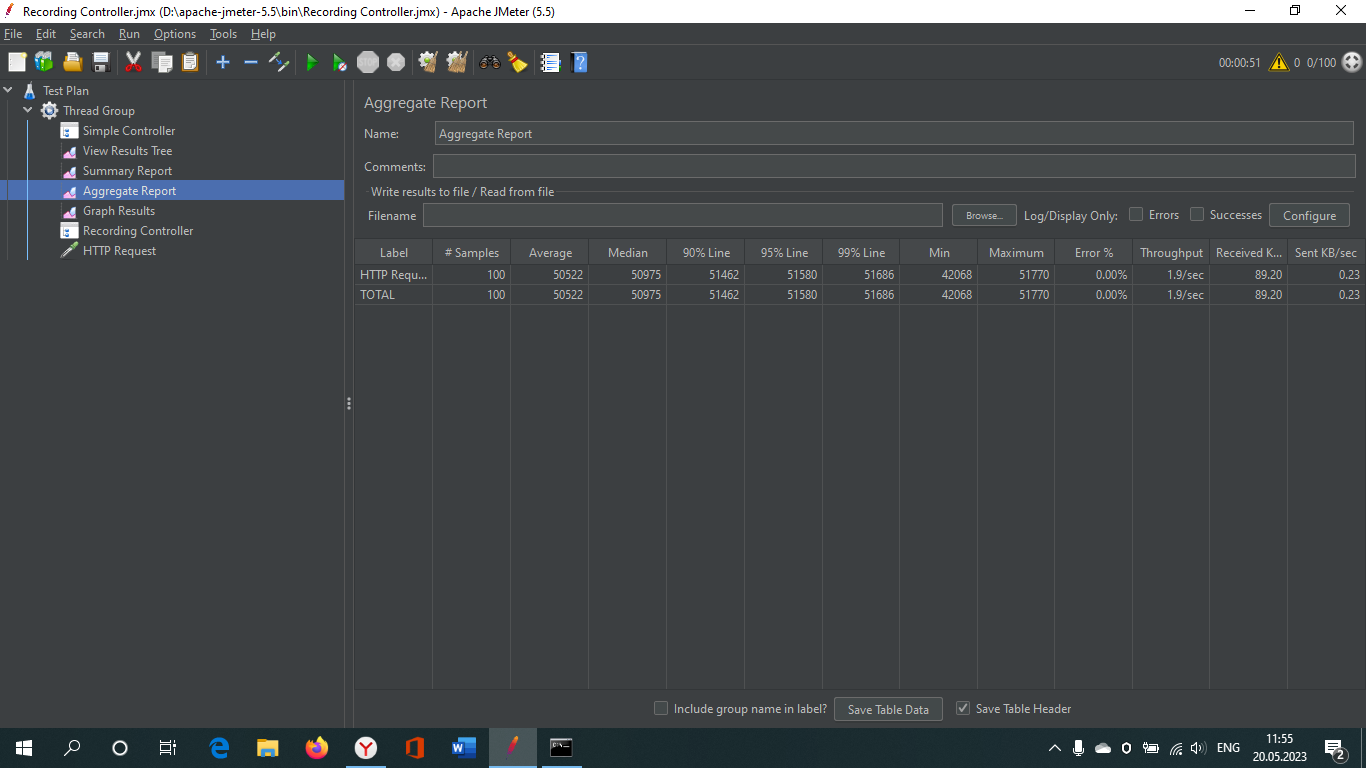 Recording Controller.jmx (D:\apache-jmeter-5.5\bin\Recording Controller.jmx) - Apache JMeter (5.5)
File Edit Search Run Options Tools Help
STOP 00:00:51 0 0/100
Test Plan
Thread Group
Simple Controller
View Results Tree
Summary Report
Aggregate Report
Graph Results
Recording Controller
HTTP Request
Aggregate Report
Name: Aggregate Report
Comments:
Write results to file / Read from file
Filename Browse... Log/Display Only: Errors Successes Configure
Label # Samples Average Median 90% Line 95% Line 99% Line Min Maximum Error % Throughput Received K... Sent KB/sec
HTTP Requ... 100 50522 50975 51462 51580 51686 42068 51770 0.00% 1.9/sec 89.20 0.23
TOTAL 100 50522 50975 51462 51580 51686 42068 51770 0.00% 1.9/sec 89.20 0.23
Include group name in label? Save Table Data Save Table Header
ENG 11:55
20.05.2023 2